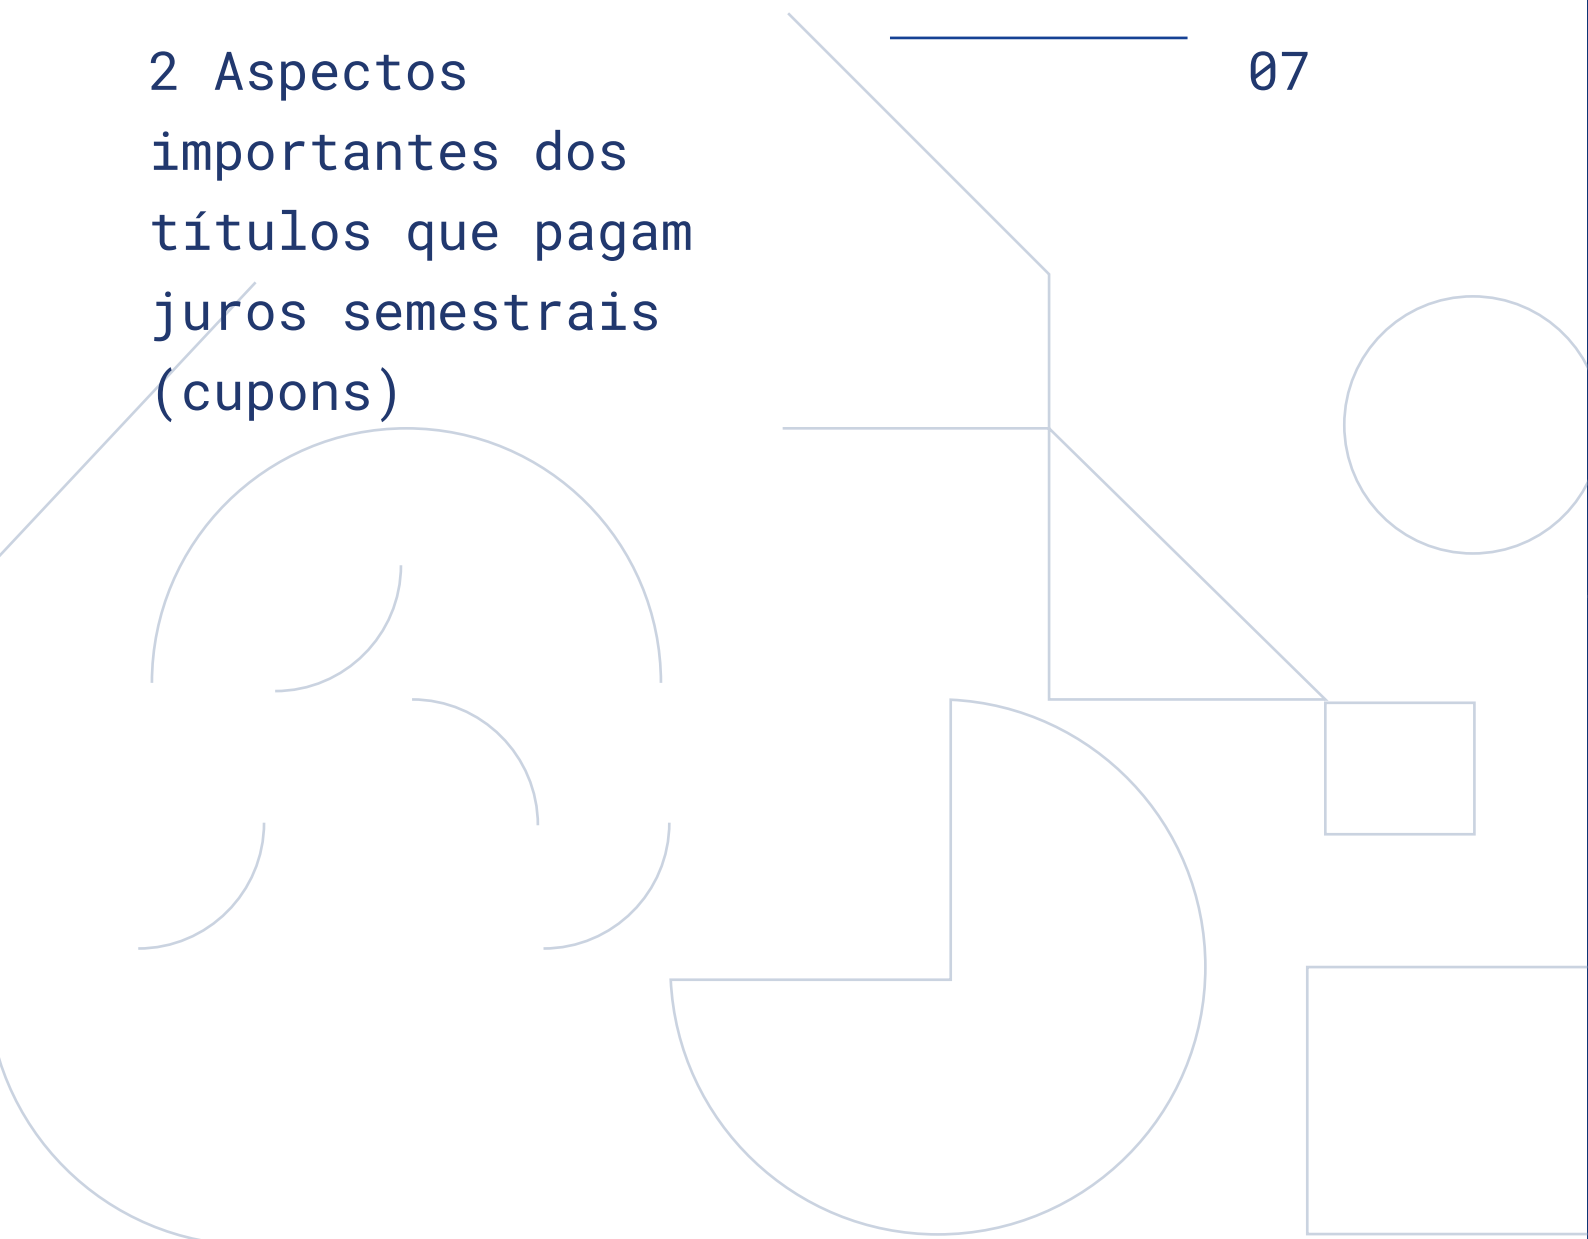 2 Aspectos
importantes dos
títulos que pagam
juros semestrais
(cupons)
07